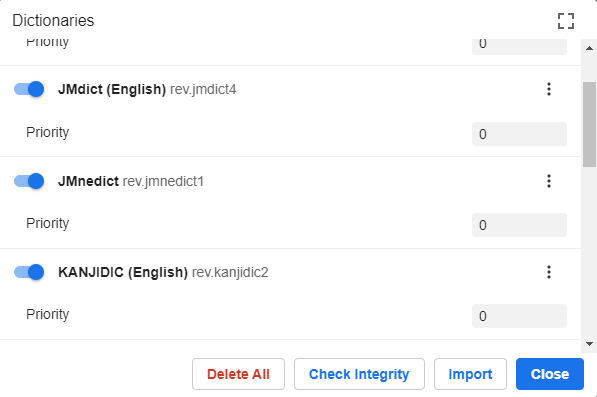 Dictionaries
Priority 0
JMdict (English) rev.jmdict4
Priority 0
JMnedict rev.jmnedict1
Priority 0
KANJIDIC (English) rev.kanjidic2
Priority 0
Delete All Check Integrity Import Close